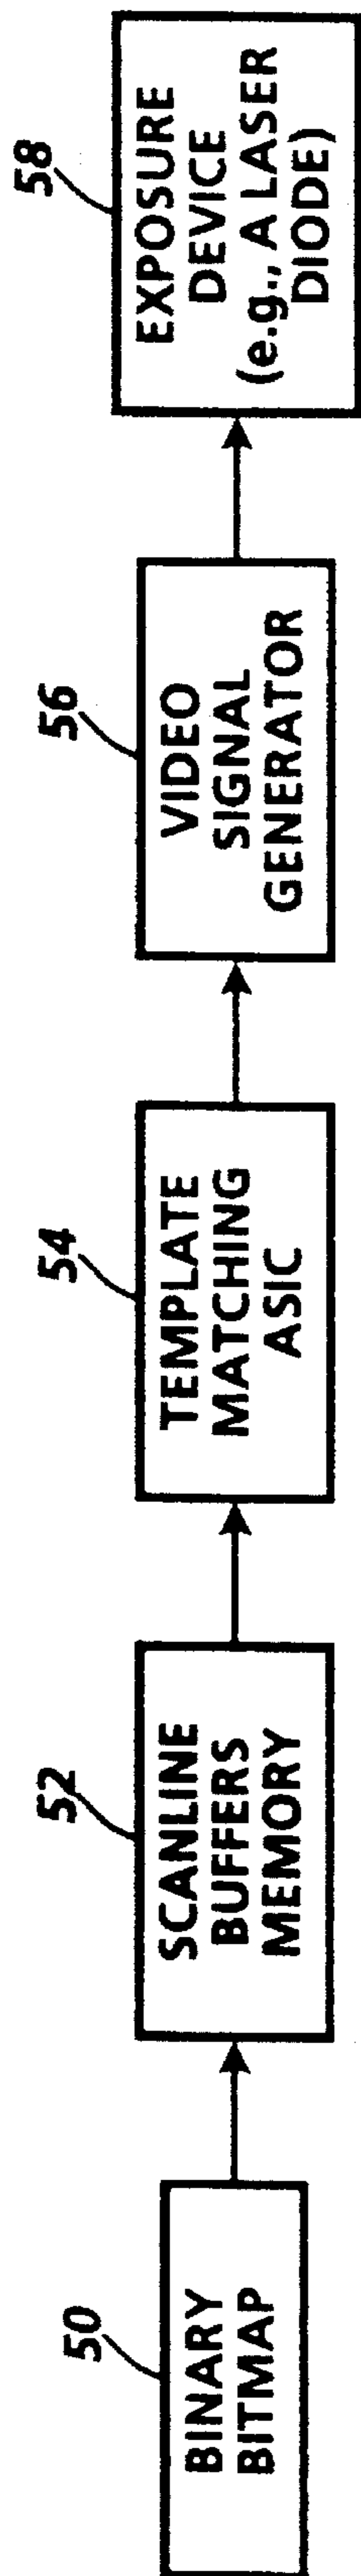 50
BINARY
BITMAP
52
SCANLINE
BUFFERS
MEMORY
54
TEMPLATE
MATCHING
ASIC
56
VIDEO
SIGNAL
GENERATOR
58
EXPOSURE
DEVICE
(e.g., A LASER
DIODE)